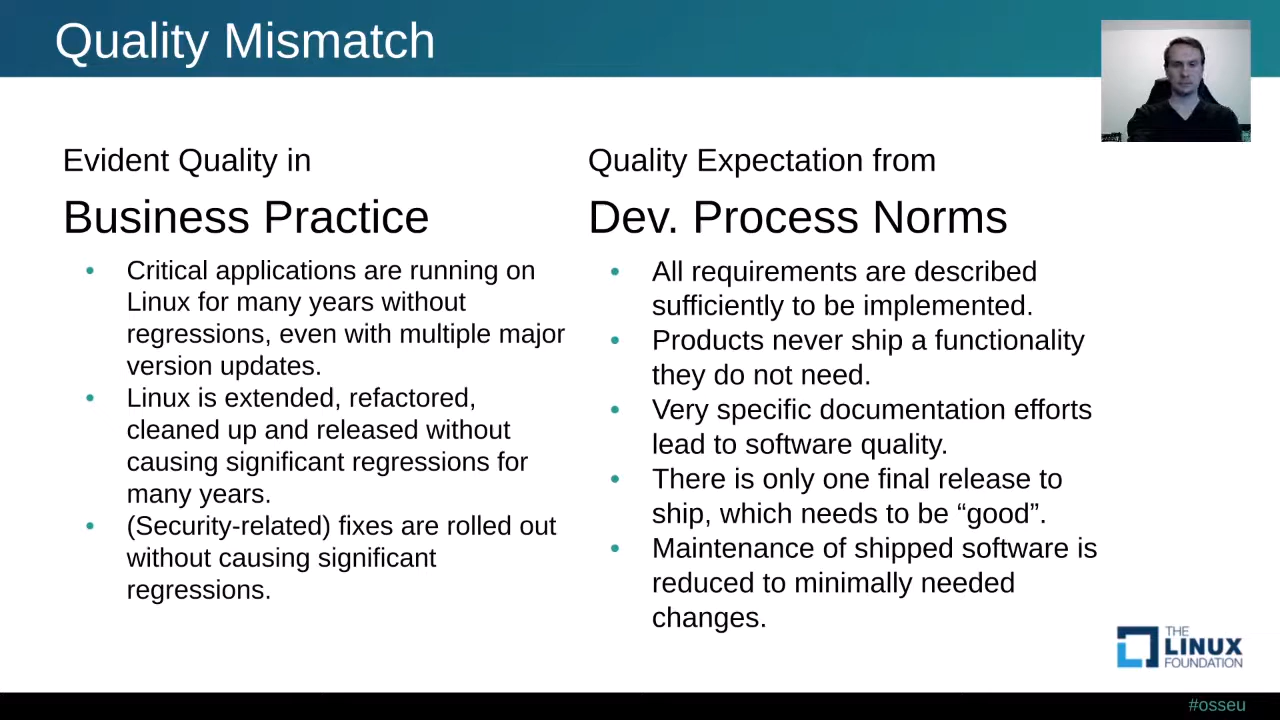 Quality Mismatch
Evident Quality in
Business Practice
• Critical applications are running on
Linux for many years without
regressions, even with multiple major
version updates.
• Linux is extended, refactored,
cleaned up and released without
causing significant regressions for
many years.
• (Security-related) fixes are rolled out
without causing significant
regressions.
Quality Expectation from
Dev. Process Norms
• All requirements are described
sufficiently to be implemented.
• Products never ship a functionality
they do not need.
• Very specific documentation efforts
lead to software quality.
• There is only one final release to
ship, which needs to be “good”.
• Maintenance of shipped software is
reduced to minimally needed
changes.
THE
LINUX
FOUNDATION
#osseu